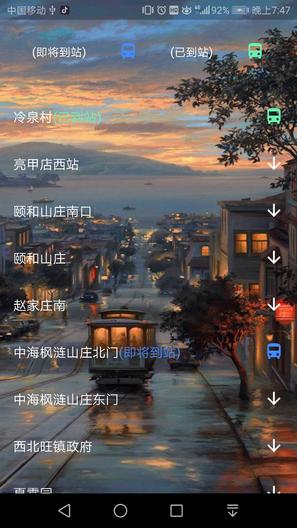 中国移动 92% 晚上7:47
(即将到站) (已到站)
冷泉村(已到站)
亮甲店西站
颐和山庄南口
颐和山庄
赵家庄南
中海枫涟山庄北门(即将到站)
中海枫涟山庄东门
西北旺镇政府